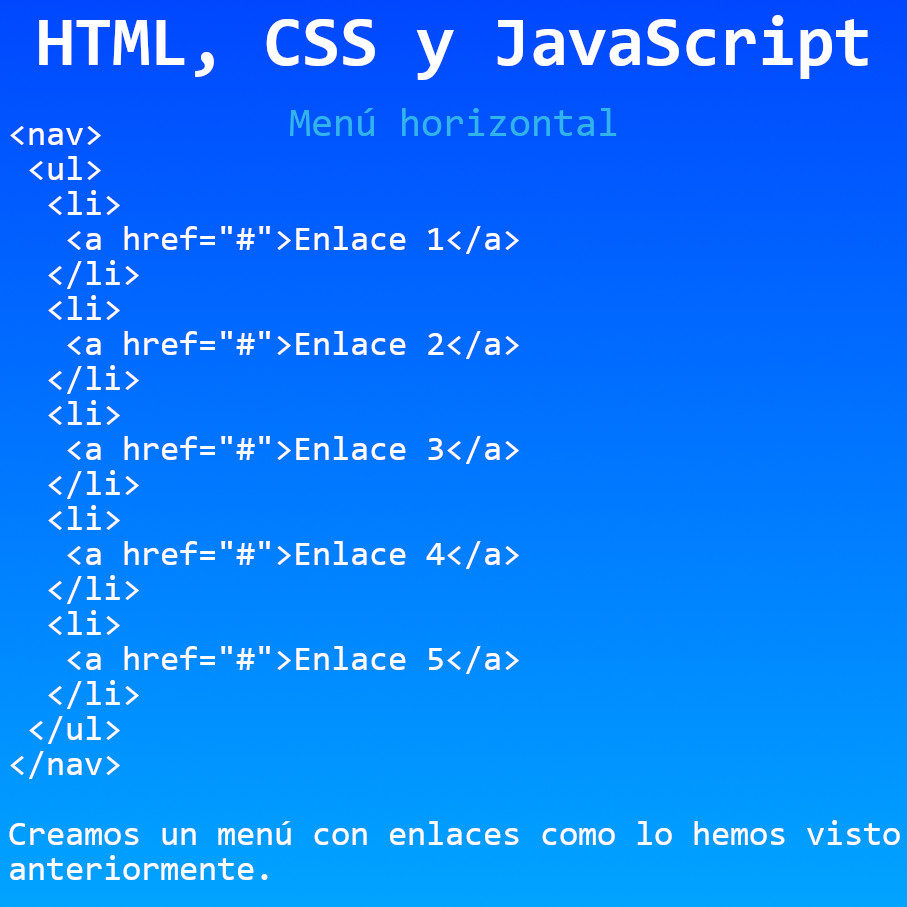 HTML, CSS y JavaScript
Menú horizontal
<nav>
 <ul>
  <li>
   <a href="#">Enlace 1</a>
  </li>
  <li>
   <a href="#">Enlace 2</a>
  </li>
  <li>
   <a href="#">Enlace 3</a>
  </li>
  <li>
   <a href="#">Enlace 4</a>
  </li>
  <li>
   <a href="#">Enlace 5</a>
  </li>
 </ul>
</nav>
Creamos un menú con enlaces como lo hemos visto
anteriormente.